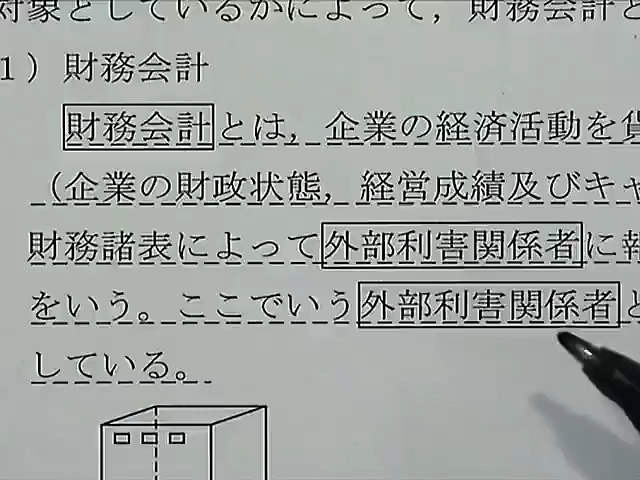 対象としているかによって，財務会計と
1）財務会計
財務会計とは，企業の経済活動を貨
（企業の財政状態，経営成績及びキャ
財務諸表によって外部利害関係者に報
をいう。ここでいう外部利害関係者と
している。